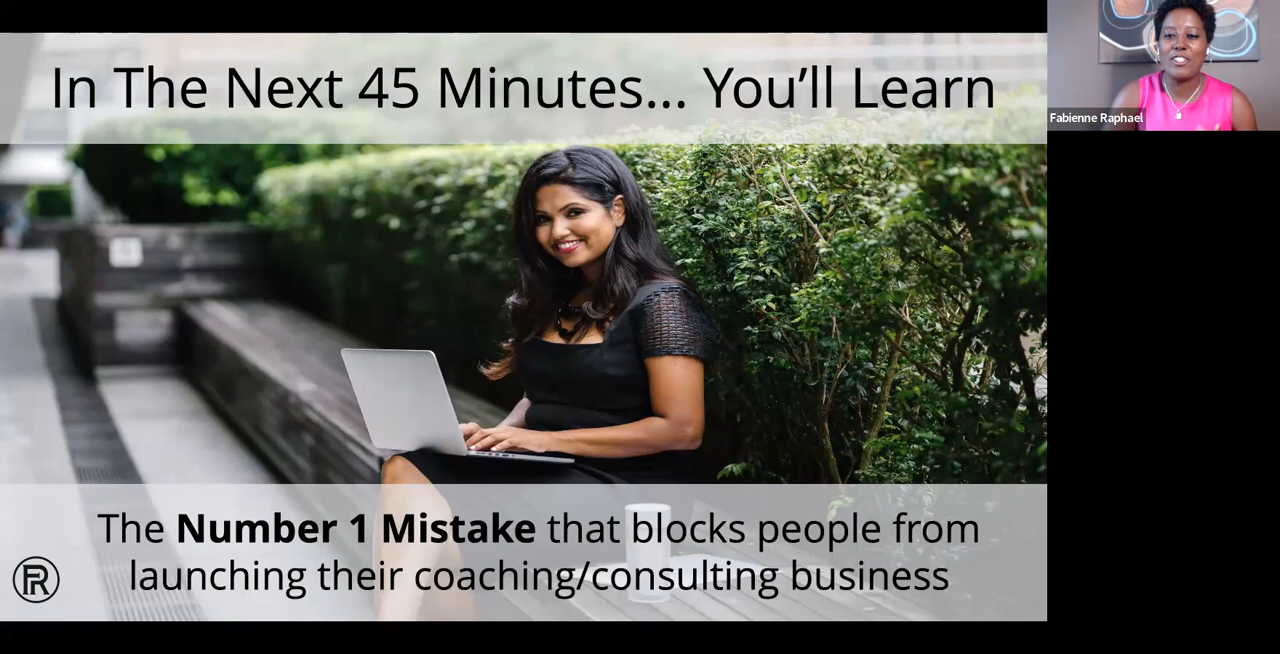 In The Next 45 Minutes... You’ll Learn
Fabienne Raphael
The Number 1 Mistake that blocks people from
launching their coaching/consulting business
FR